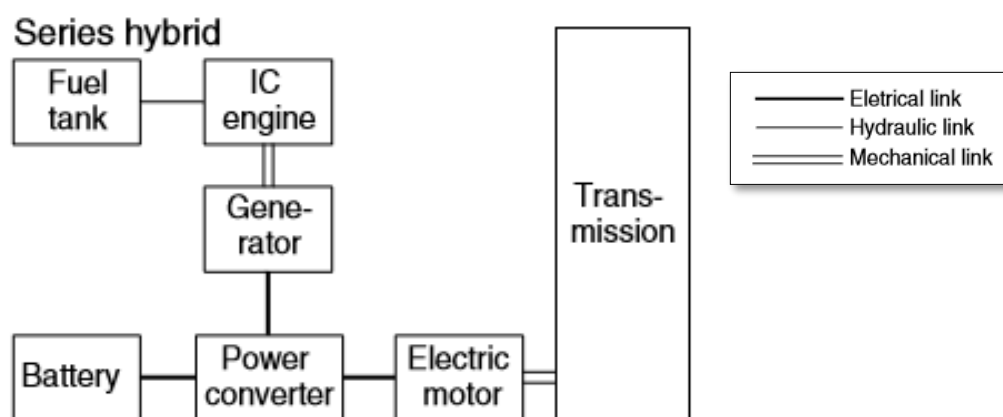 Series hybrid
Fuel
tank
IC
engine
Gene-
rator
Trans-
mission
Battery
Power
converter
Electric
motor
Eletrical link
Hydraulic link
Mechanical link